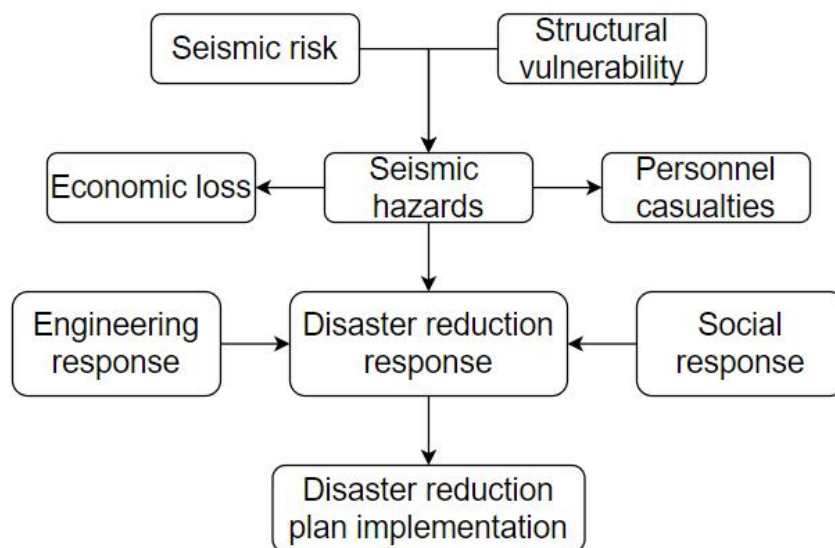 Seismic risk
Structural
vulnerability
Economic loss
Seismic
hazards
Personnel
casualties
Engineering
response
Disaster reduction
response
Social
response
Disaster reduction
plan implementation